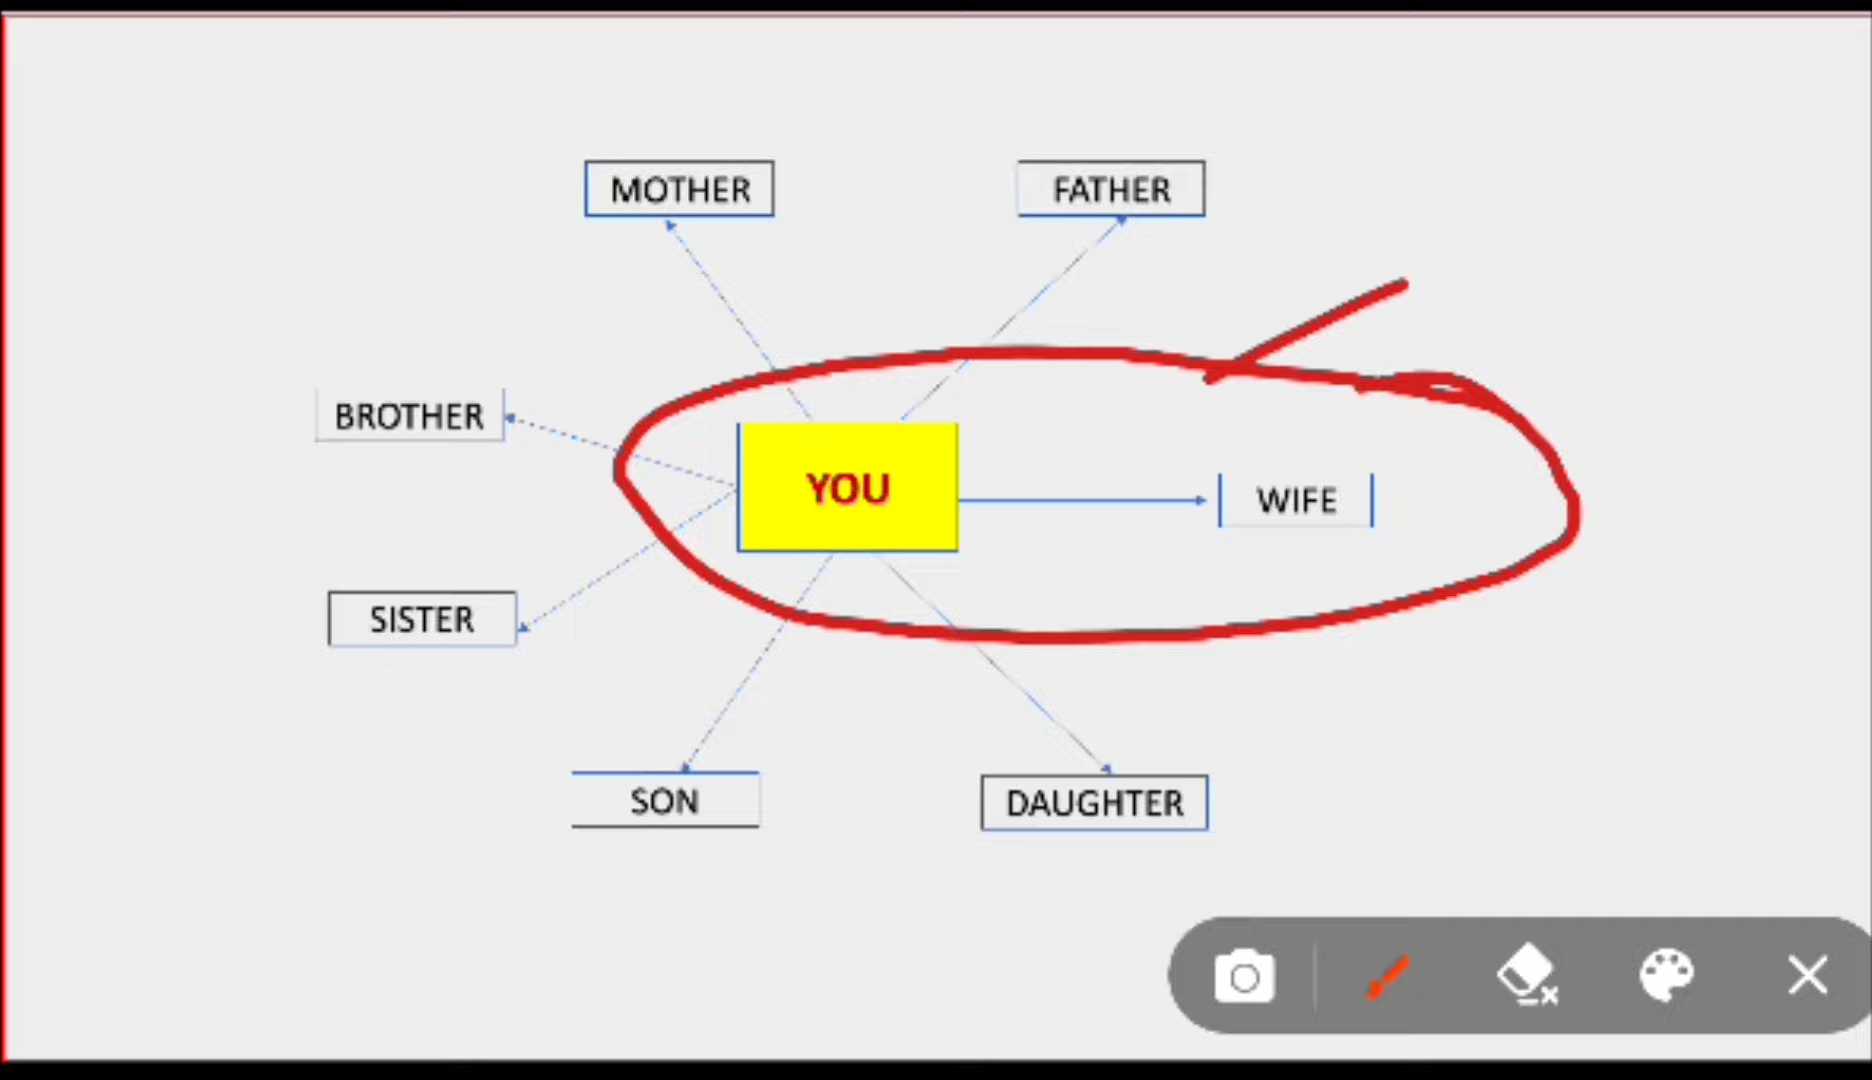 MOTHER
FATHER
BROTHER
YOU
WIFE
SISTER
SON
DAUGHTER